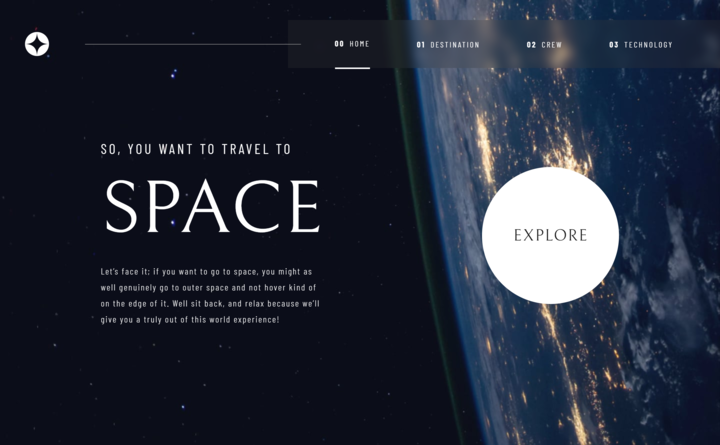 00 HOME
01 DESTINATION
02 CREW
03 TECHNOLOGY
SO, YOU WANT TO TRAVEL TO
SPACE
Let's face it; if you want to go to space, you might as
well genuinely go to outer space and not hover kind of
on the edge of it. Well sit back, and relax because we'll
give you a truly out of this world experience!
EXPLORE